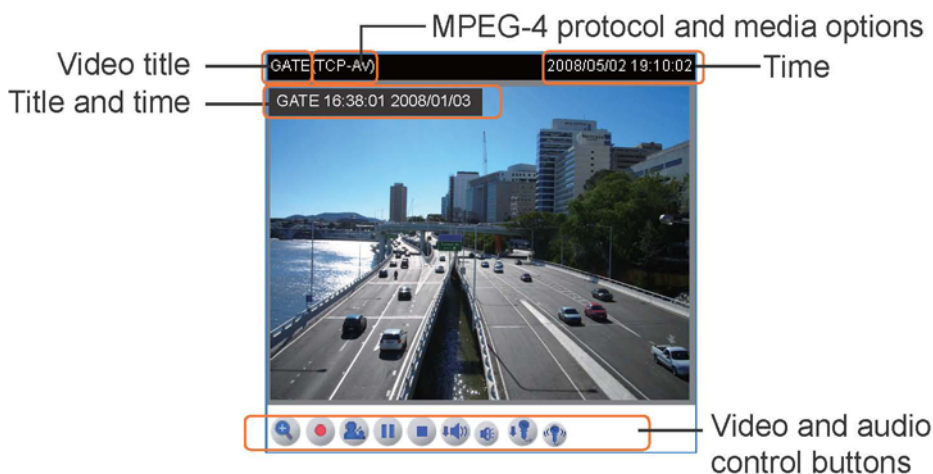 MPEG-4 protocol and media options
Video title
GATE (TCP-AV)
2008/05/02 19:10:02
Time
Title and time
GATE 16:38:01 2008/01/03
Video and audio
control buttons